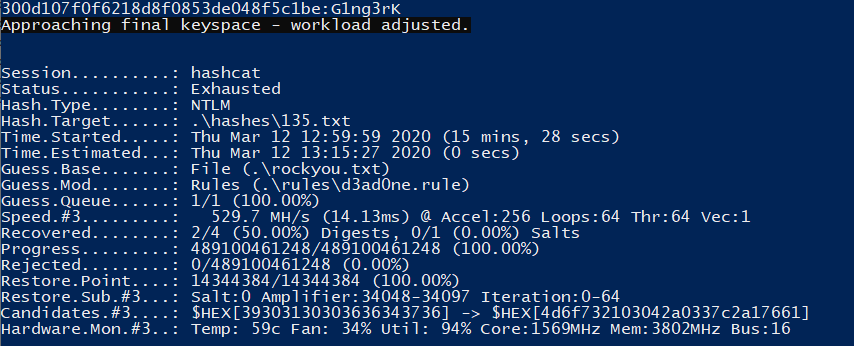 300d107f0f6218d8f0853de048f5c1be:G1ng3rK
Approaching final keyspace - workload adjusted.
Session..........: hashcat
Status...........: Exhausted
Hash.Type........: NTLM
Hash.Target......: .\hashes\135.txt
Time.Started.....: Thu Mar 12 12:59:59 2020 (15 mins, 28 secs)
Time.Estimated...: Thu Mar 12 13:15:27 2020 (0 secs)
Guess.Base.......: File (.\rockyou.txt)
Guess.Mod........: Rules (.\rules\d3ad0ne.rule)
Guess.Queue......: 1/1 (100.00%)
Speed.#3.........:   529.7 MH/s (14.13ms) @ Accel:256 Loops:64 Thr:64 Vec:1
Recovered........: 2/4 (50.00%) Digests, 0/1 (0.00%) Salts
Progress.........: 489100461248/489100461248 (100.00%)
Rejected.........: 0/489100461248 (0.00%)
Restore.Point....: 14344384/14344384 (100.00%)
Restore.Sub.#3...: Salt:0 Amplifier:34048-34097 Iteration:0-64
Candidates.#3....: $HEX[39303130303636343736] -> $HEX[4d6f732103042a0337c2a17661]
Hardware.Mon.#3..: Temp: 59c Fan: 34% Util: 94% Core:1569MHz Mem:3802MHz Bus:16